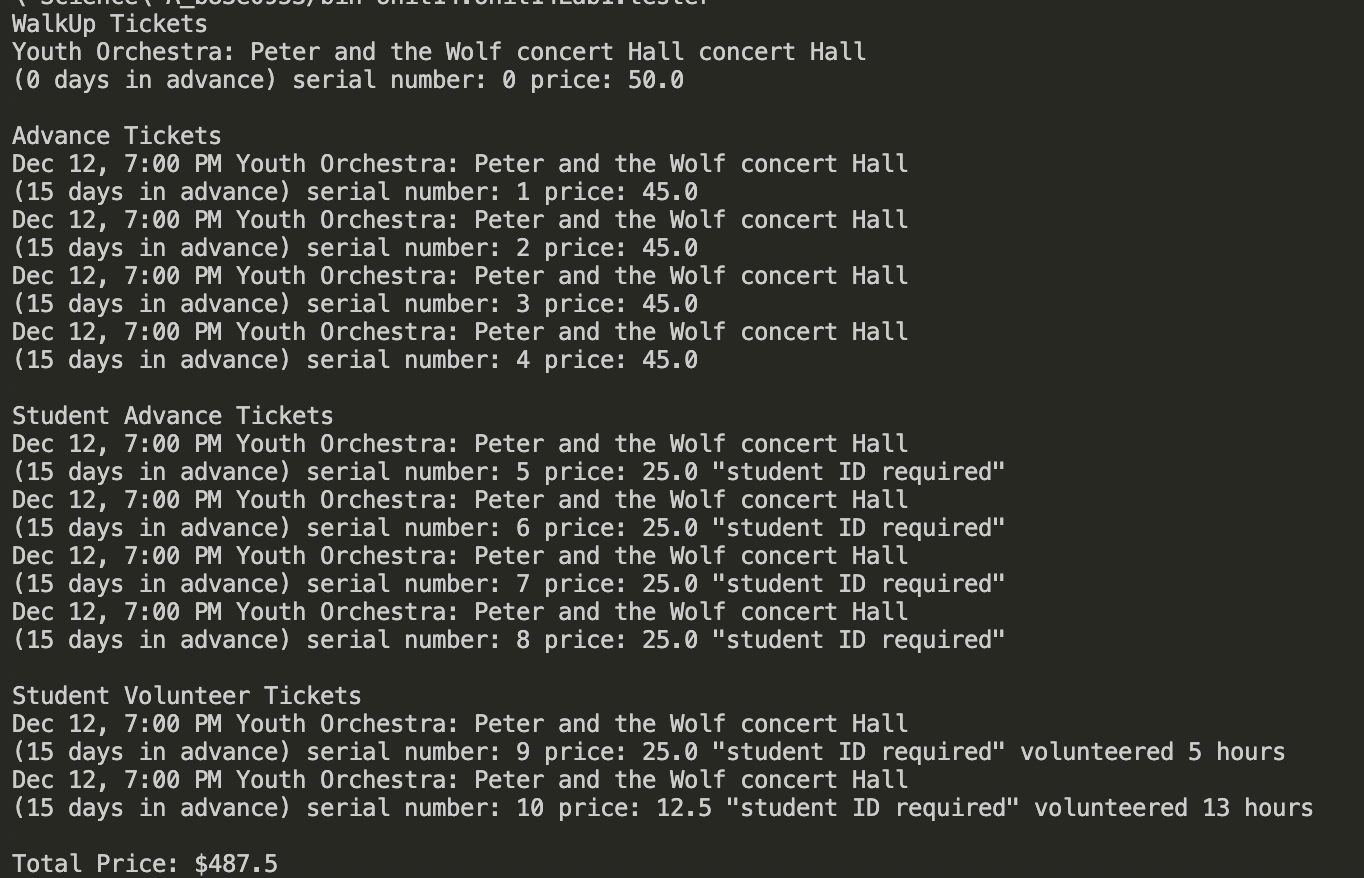 WalkUp Tickets
Youth Orchestra: Peter and the Wolf concert Hall concert Hall
(0 days in advance) serial number: 0 price: 50.0
Advance Tickets
Dec 12, 7:00 PM Youth Orchestra: Peter and the Wolf concert Hall
(15 days in advance) serial number: 1 price: 45.0
Dec 12, 7:00 PM Youth Orchestra: Peter and the Wolf concert Hall
(15 days in advance) serial number: 2 price: 45.0
Dec 12, 7:00 PM Youth Orchestra: Peter and the Wolf concert Hall
(15 days in advance) serial number: 3 price: 45.0
Dec 12, 7:00 PM Youth Orchestra: Peter and the Wolf concert Hall
(15 days in advance) serial number: 4 price: 45.0
Student Advance Tickets
Dec 12, 7:00 PM Youth Orchestra: Peter and the Wolf concert Hall
(15 days in advance) serial number: 5 price: 25.0 "student ID required"
Dec 12, 7:00 PM Youth Orchestra: Peter and the Wolf concert Hall
(15 days in advance) serial number: 6 price: 25.0 "student ID required"
Dec 12, 7:00 PM Youth Orchestra: Peter and the Wolf concert Hall
(15 days in advance) serial number: 7 price: 25.0 "student ID required"
Dec 12, 7:00 PM Youth Orchestra: Peter and the Wolf concert Hall
(15 days in advance) serial number: 8 price: 25.0 "student ID required"
Student Volunteer Tickets
Dec 12, 7:00 PM Youth Orchestra: Peter and the Wolf concert Hall
(15 days in advance) serial number: 9 price: 25.0 "student ID required" volunteered 5 hours
Dec 12, 7:00 PM Youth Orchestra: Peter and the Wolf concert Hall
(15 days in advance) serial number: 10 price: 12.5 "student ID required" volunteered 13 hours
Total Price: $487.5